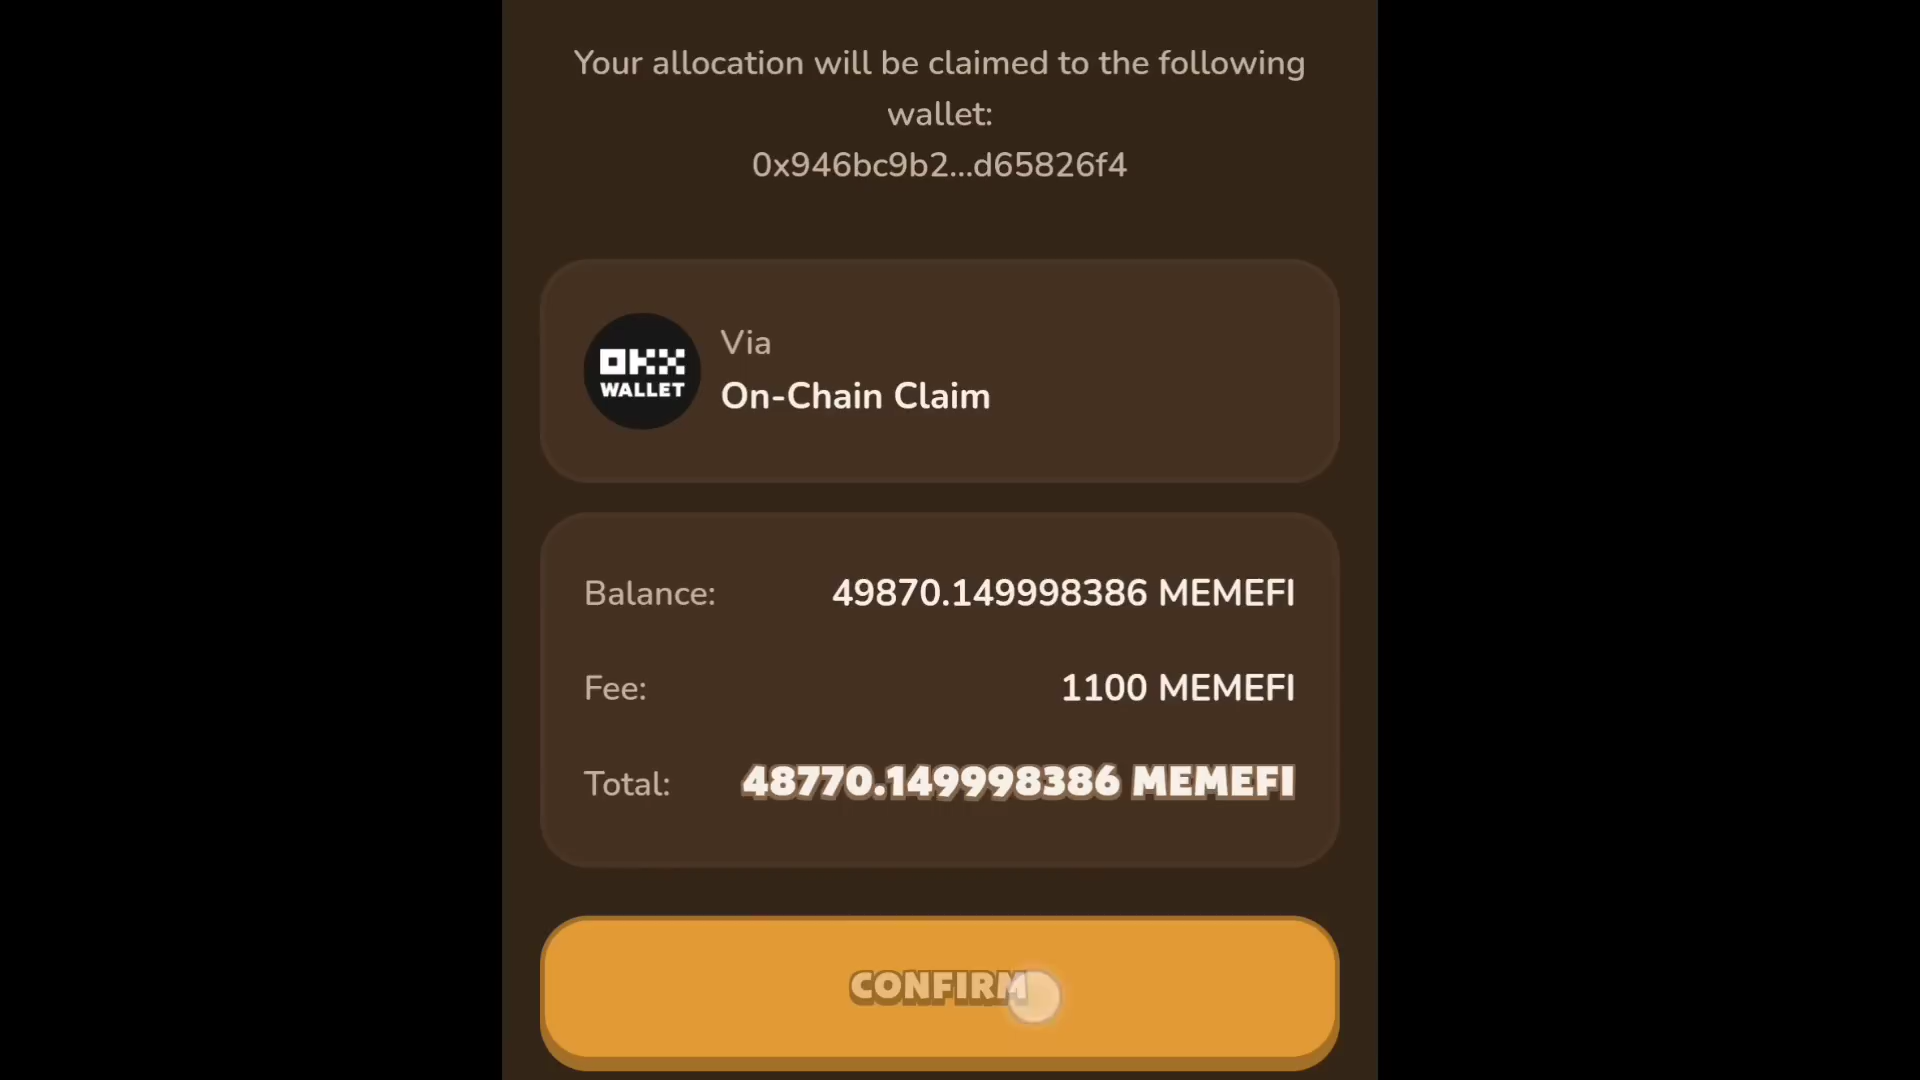 Your allocation will be claimed to the following
wallet:
0x946bc9b2...d65826f4
OKX
WALLET
Via
On-Chain Claim
Balance: 49870.149998386 MEMEFI
Fee: 1100 MEMEFI
Total: 48770.149998386 MEMEFI
CONFIRM